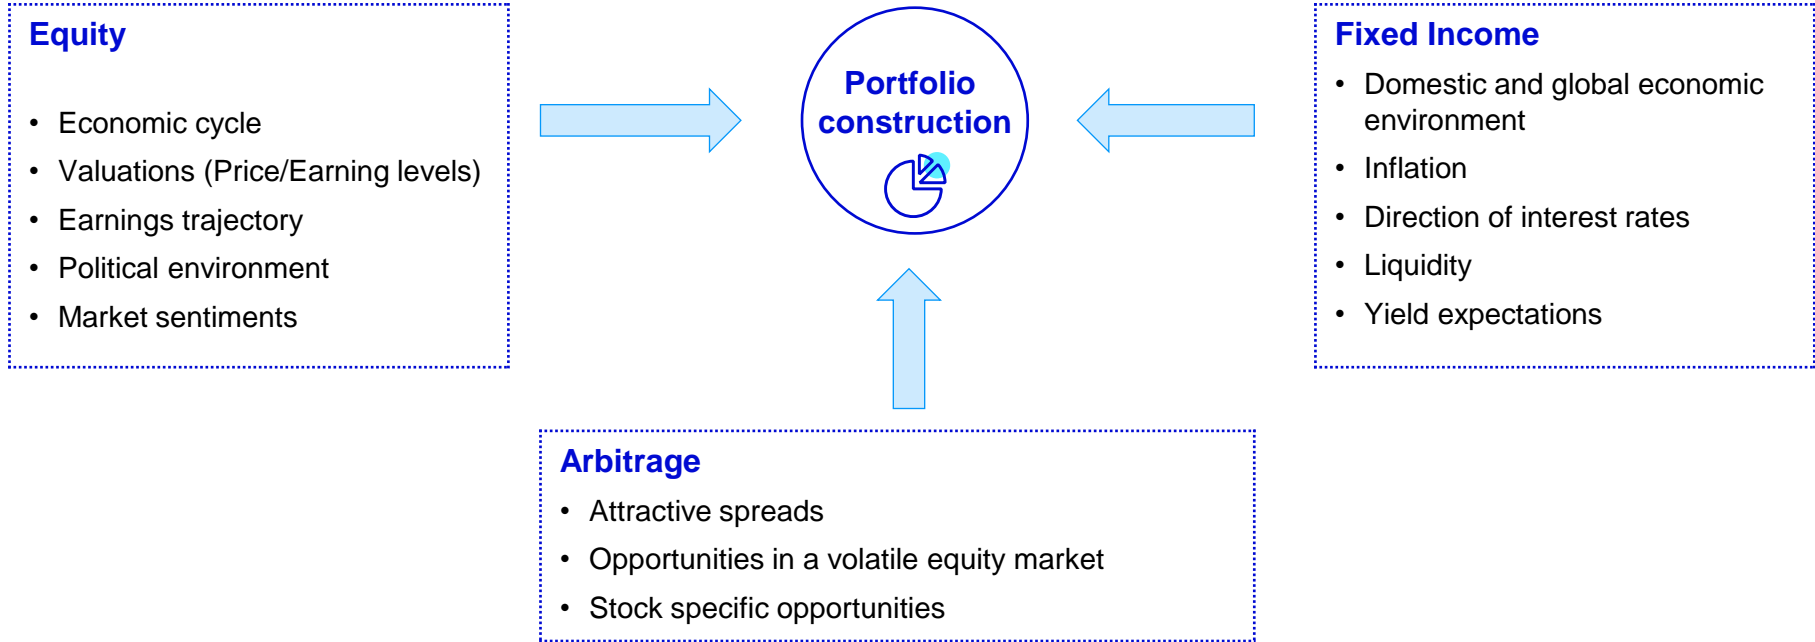 Equity
• Economic cycle
• Valuations (Price/Earning levels)
• Earnings trajectory
• Political environment
• Market sentiments
Portfolio
construction
Fixed Income
• Domestic and global economic
environment
• Inflation
• Direction of interest rates
• Liquidity
• Yield expectations
Arbitrage
• Attractive spreads
• Opportunities in a volatile equity market
• Stock specific opportunities